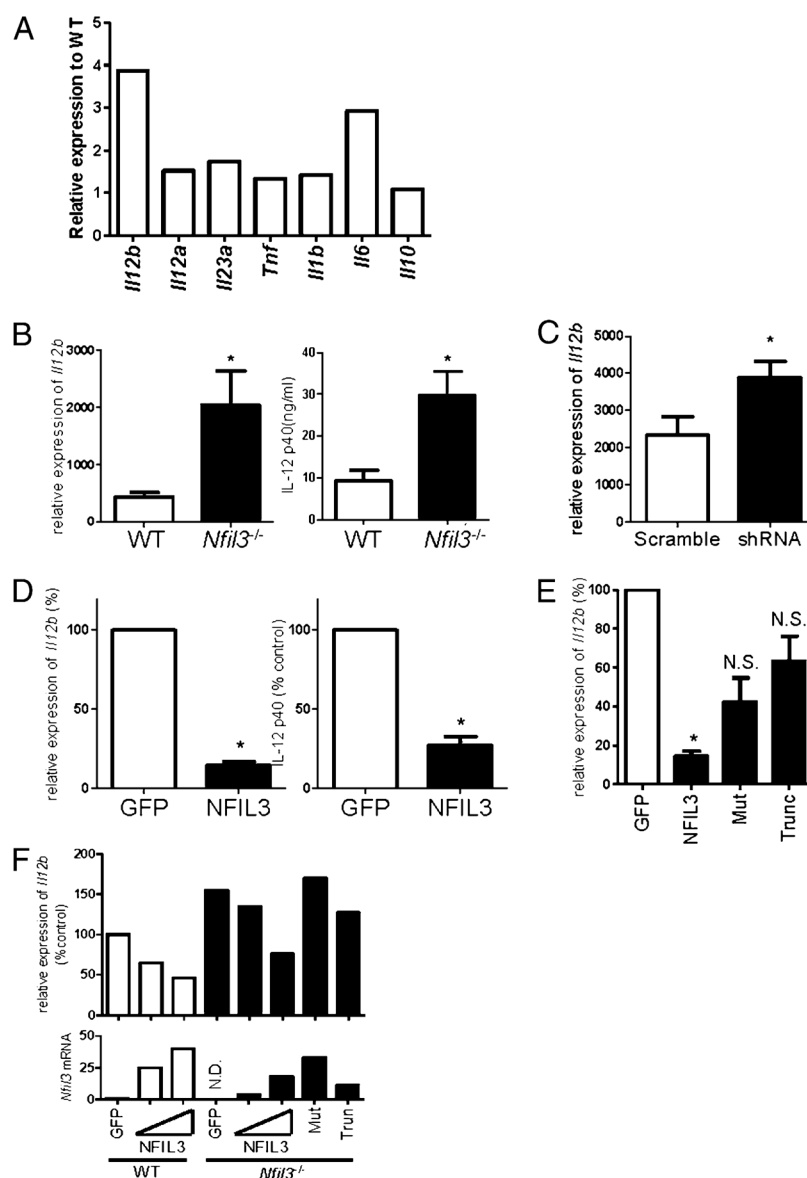 A
Relative expression to WT
5
4
3
2
1
0
Il12b
Il12a
Il23a
Tnf
Il1b
Il6
Il10
B
relative expression of Il12b
3000
2000
1000
0
*
WT
Nfil3-/-
IL-12 p40(ng/ml)
40
30
20
10
0
*
WT
Nfil3-/-
C
relative expression of Il12b
5000
4000
3000
2000
1000
0
*
Scramble
shRNA
D
relative expression of Il12b (%)
100
50
0
*
GFP
NFIL3
IL-12 p40 (% control)
100
50
0
*
GFP
NFIL3
E
relative expression of Il12b (%)
100
80
60
40
20
0
*
N.S.
N.S.
GFP
NFIL3
Mut
Trunc
F
relative expression of Il12b
(%control)
200
150
100
50
0
Nfil3 mRNA
50
25
0
N.D.
GFP
NFIL3
WT
GFP
NFIL3
Mut
Trun
Nfil3-/-